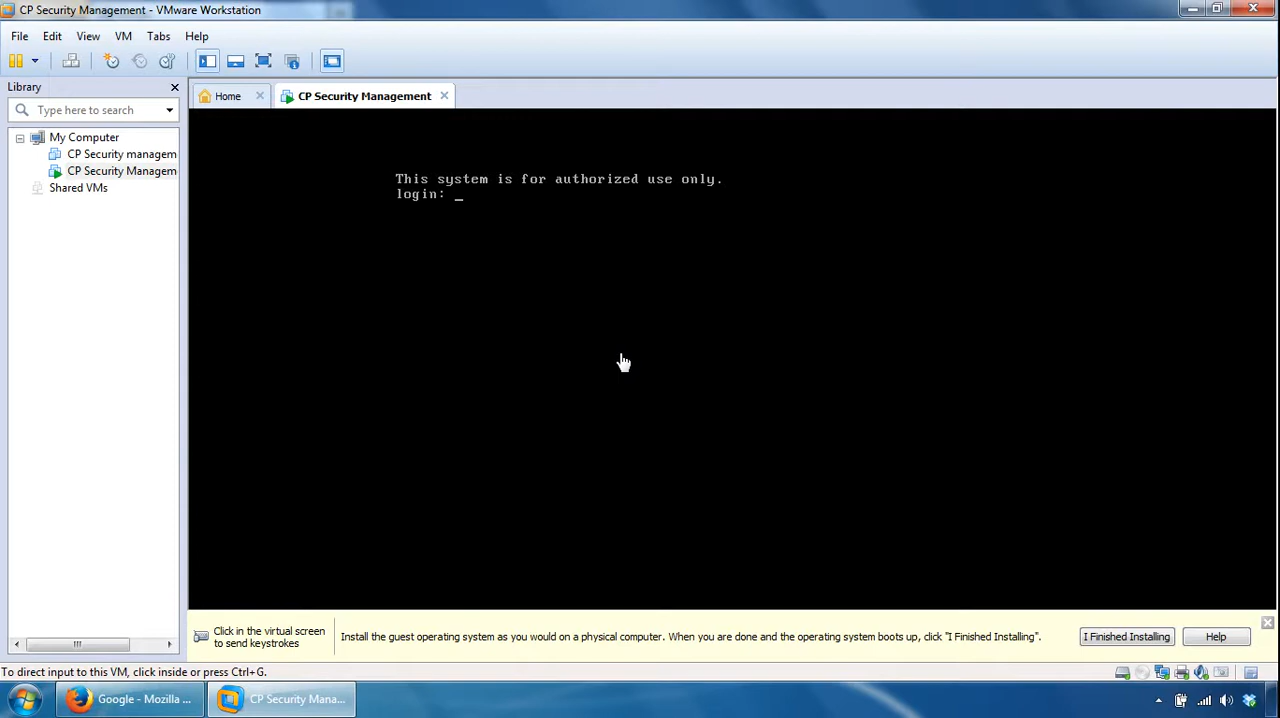 CP Security Management - VMware Workstation
File Edit View VM Tabs Help
Library
Type here to search
My Computer
CP Security managem
CP Security Managem
Shared VMs
Home
CP Security Management
This system is for authorized use only.
login: _
Click in the virtual screen
to send keystrokes
Install the guest operating system as you would on a physical computer. When you are done and the operating system boots up, click "I Finished Installing".
I Finished Installing
Help
To direct input to this VM, click inside or press Ctrl+G.
Google - Mozilla ...
CP Security Mana...